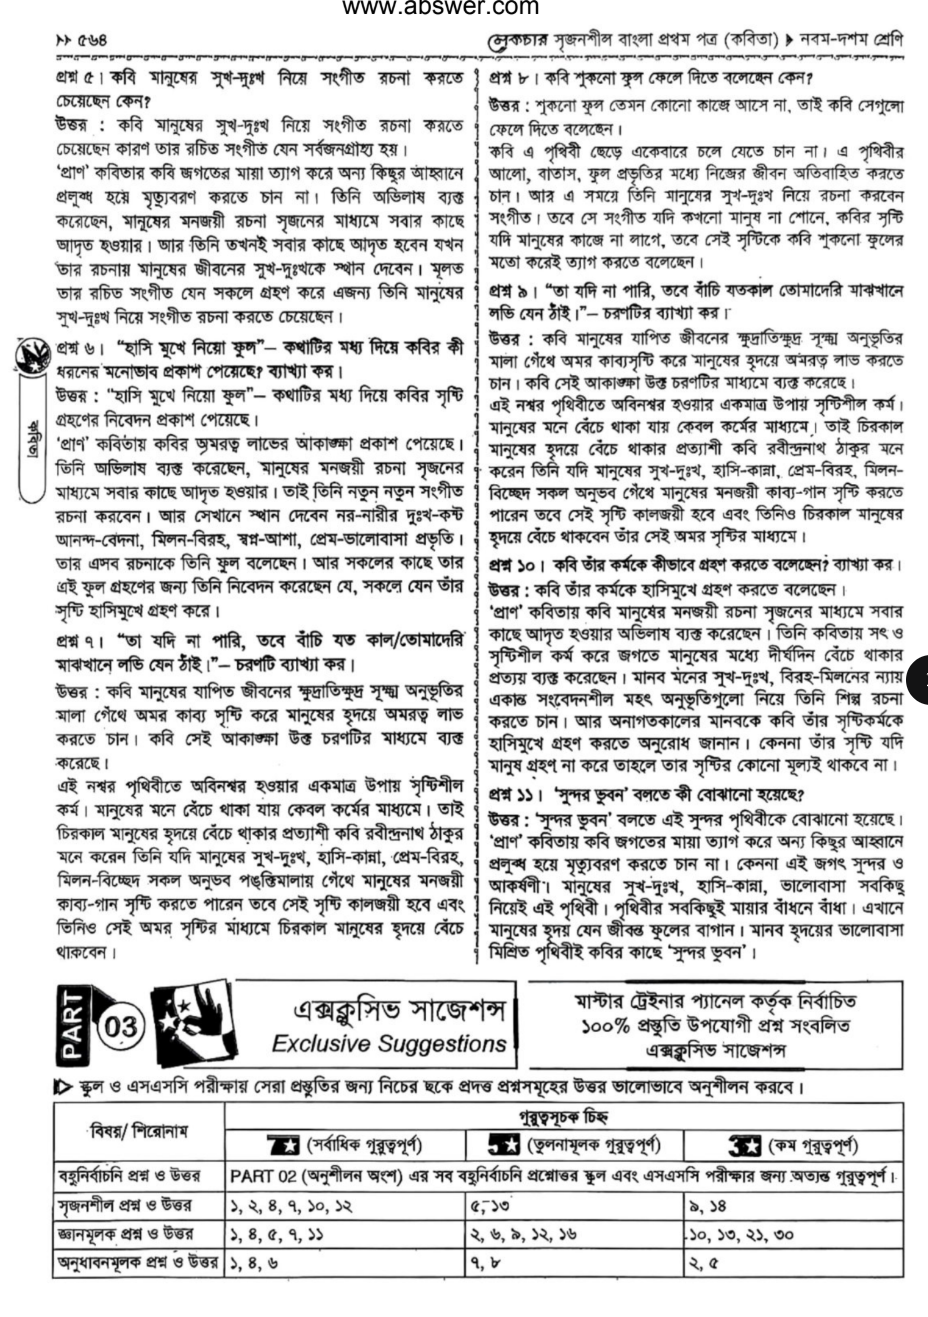 www.abswer.com
>> ৫৬৪
লেকচার সৃজনশীল বাংলা প্রথম পত্র (কবিতা) ▶ নবম-দশম শ্রেণি
প্রশ্ন ৫। কবি মানুষের সুখ-দুঃখ নিয়ে সংগীত রচনা করতে
চেয়েছেন কেন?
উত্তর : কবি মানুষের সুখ-দুঃখ নিয়ে সংগীত রচনা করতে
চেয়েছেন কারণ তার রচিত সংগীত যেন সর্বজনগ্রাহ্য হয়।
‘প্রাণ’ কবিতার কবি জগতের মায়া ত্যাগ করে অন্য কিছুর আহ্বানে
প্রলুব্ধ হয়ে মৃত্যুবরণ করতে চান না। তিনি অভিলাষ ব্যক্ত
করেছেন, মানুষের মনজয়ী রচনা সৃজনের মাধ্যমে সবার কাছে
আদৃত হওয়ার। আর তিনি তখনই সবার কাছে আদৃত হবেন যখন
তার রচনায় মানুষের জীবনের সুখ-দুঃখকে স্থান দেবেন। মূলত
তার রচিত সংগীত যেন সকলে গ্রহণ করে এজন্য তিনি মানুষের
সুখ-দুঃখ নিয়ে সংগীত রচনা করতে চেয়েছেন।
প্রশ্ন ৬। “হাসি মুখে নিয়ো ফুল”– কথাটির মধ্য দিয়ে কবির কী
ধরনের মনোভাব প্রকাশ পেয়েছে? ব্যাখ্যা কর।
উত্তর : “হাসি মুখে নিয়ো ফুল”– কথাটির মধ্য দিয়ে কবির সৃষ্টি
গ্রহণের নিবেদন প্রকাশ পেয়েছে।
‘প্রাণ’ কবিতায় কবির অমরত্ব লাভের আকাঙ্ক্ষা প্রকাশ পেয়েছে।
তিনি অভিলাষ ব্যক্ত করেছেন, মানুষের মনজয়ী রচনা সৃজনের
মাধ্যমে সবার কাছে আদৃত হওয়ার। তাই তিনি নতুন নতুন সংগীত
রচনা করবেন। আর সেখানে স্থান দেবেন নর-নারীর দুঃখ-কষ্ট
আনন্দ-বেদনা, মিলন-বিরহ, স্বপ্ন-আশা, প্রেম-ভালোবাসা প্রভৃতি।
তার এসব রচনাকে তিনি ফুল বলেছেন। আর সকলের কাছে তার
এই ফুল গ্রহণের জন্য তিনি নিবেদন করেছেন যে, সকলে যেন তাঁর
সৃষ্টি হাসিমুখে গ্রহণ করে।
প্রশ্ন ৭। “তা যদি না পারি, তবে বাঁচি যত কাল/তোমাদেরি
মাঝখানে লভি যেন ঠাঁই।”– চরণটি ব্যাখ্যা কর।
উত্তর : কবি মানুষের যাপিত জীবনের ক্ষুদ্রাতিক্ষুদ্র সূক্ষ্ম অনুভূতির
মালা গেঁথে অমর কাব্য সৃষ্টি করে মানুষের হৃদয়ে অমরত্ব লাভ
করতে চান। কবি সেই আকাঙ্ক্ষা উক্ত চরণটির মাধ্যমে ব্যক্ত
করেছে।
এই নশ্বর পৃথিবীতে অবিনশ্বর হওয়ার একমাত্র উপায় সৃষ্টিশীল
কর্ম। মানুষের মনে বেঁচে থাকা যায় কেবল কর্মের মাধ্যমে। তাই
চিরকাল মানুষের হৃদয়ে বেঁচে থাকার প্রত্যাশী কবি রবীন্দ্রনাথ ঠাকুর
মনে করেন তিনি যদি মানুষের সুখ-দুঃখ, হাসি-কান্না, প্রেম-বিরহ,
মিলন-বিচ্ছেদ সকল অনুভব পঙ্‌ক্তিমালায় গেঁথে মানুষের মনজয়ী
কাব্য-গান সৃষ্টি করতে পারেন তবে সেই সৃষ্টি কালজয়ী হবে এবং
তিনিও সেই অমর সৃষ্টির মাধ্যমে চিরকাল মানুষের হৃদয়ে বেঁচে
থাকবেন।
কবিতা
প্রশ্ন ৮। কবি শুকনো ফুল ফেলে দিতে বলেছেন কেন?
উত্তর : শুকনো ফুল তেমন কোনো কাজে আসে না, তাই কবি সেগুলো
ফেলে দিতে বলেছেন।
কবি এ পৃথিবী ছেড়ে একেবারে চলে যেতে চান না। এ পৃথিবীর
আলো, বাতাস, ফুল প্রভৃতির মধ্যে নিজের জীবন অতিবাহিত করতে
চান। আর এ সময়ে তিনি মানুষের সুখ-দুঃখ নিয়ে রচনা করবেন
সংগীত। তবে সে সংগীত যদি কখনো মানুষ না শোনে, কবির সৃষ্টি
যদি মানুষের কাজে না লাগে, তবে সেই সৃষ্টিকে কবি শুকনো ফুলের
মতো করেই ত্যাগ করতে বলেছেন।
প্রশ্ন ৯। “তা যদি না পারি, তবে বাঁচি যতকাল তোমাদেরি মাঝখানে
লভি যেন ঠাঁই।”– চরণটির ব্যাখ্যা কর।
উত্তর : কবি মানুষের যাপিত জীবনের ক্ষুদ্রাতিক্ষুদ্র সূক্ষ্ম অনুভূতির
মালা গেঁথে অমর কাব্যসৃষ্টি করে মানুষের হৃদয়ে অমরত্ব লাভ করতে
চান। কবি সেই আকাঙ্ক্ষা উক্ত চরণটির মাধ্যমে ব্যক্ত করেছে।
এই নশ্বর পৃথিবীতে অবিনশ্বর হওয়ার একমাত্র উপায় সৃষ্টিশীল কর্ম।
মানুষের মনে বেঁচে থাকা যায় কেবল কর্মের মাধ্যমে। তাই চিরকাল
মানুষের হৃদয়ে বেঁচে থাকার প্রত্যাশী কবি রবীন্দ্রনাথ ঠাকুর মনে
করেন তিনি যদি মানুষের সুখ-দুঃখ, হাসি-কান্না, প্রেম-বিরহ, মিলন-
বিচ্ছেদ সকল অনুভব গেঁথে মানুষের মনজয়ী কাব্য-গান সৃষ্টি করতে
পারেন তবে সেই সৃষ্টি কালজয়ী হবে এবং তিনিও চিরকাল মানুষের
হৃদয়ে বেঁচে থাকবেন তাঁর সেই অমর সৃষ্টির মাধ্যমে।
প্রশ্ন ১০। কবি তাঁর কর্মকে কীভাবে গ্রহণ করতে বলেছেন? ব্যাখ্যা কর।
উত্তর : কবি তাঁর কর্মকে হাসিমুখে গ্রহণ করতে বলেছেন।
‘প্রাণ’ কবিতায় কবি মানুষের মনজয়ী রচনা সৃজনের মাধ্যমে সবার
কাছে আদৃত হওয়ার অভিলাষ ব্যক্ত করেছেন। তিনি কবিতায় সৎ ও
সৃষ্টিশীল কর্ম করে জগতে মানুষের মধ্যে দীর্ঘদিন বেঁচে থাকার
প্রত্যয় ব্যক্ত করেছেন। মানব মনের সুখ-দুঃখ, বিরহ-মিলনের ন্যায়
একান্ত সংবেদনশীল মহৎ অনুভূতিগুলো নিয়ে তিনি শিল্প রচনা
করতে চান। আর অনাগতকালের মানবকে কবি তাঁর সৃষ্টিকর্মকে
হাসিমুখে গ্রহণ করতে অনুরোধ জানান। কেননা তাঁর সৃষ্টি যদি
মানুষ গ্রহণ না করে তাহলে তার সৃষ্টির কোনো মূল্যই থাকবে না।
প্রশ্ন ১১। ‘সুন্দর ভুবন’ বলতে কী বোঝানো হয়েছে?
উত্তর : ‘সুন্দর ভুবন’ বলতে এই সুন্দর পৃথিবীকে বোঝানো হয়েছে।
‘প্রাণ’ কবিতায় কবি জগতের মায়া ত্যাগ করে অন্য কিছুর আহ্বানে
প্রলুব্ধ হয়ে মৃত্যুবরণ করতে চান না। কেননা এই জগৎ সুন্দর ও
আকর্ষণী। মানুষের সুখ-দুঃখ, হাসি-কান্না, ভালোবাসা সবকিছু
নিয়েই এই পৃথিবী। পৃথিবীর সবকিছুই মায়ার বাঁধনে বাঁধা। এখানে
মানুষের হৃদয় যেন জীবন্ত ফুলের বাগান। মানব হৃদয়ের ভালোবাসা
মিশ্রিত পৃথিবীই কবির কাছে ‘সুন্দর ভুবন’।
PART 03
এক্সক্লুসিভ সাজেশন্স
Exclusive Suggestions
মাস্টার ট্রেইনার প্যানেল কর্তৃক নির্বাচিত
১০০% প্রস্তুতি উপযোগী প্রশ্ন সংবলিত
এক্সক্লুসিভ সাজেশন্স
▷ স্কুল ও এসএসসি পরীক্ষায় সেরা প্রস্তুতির জন্য নিচের ছকে প্রদত্ত প্রশ্নসমূহের উত্তর ভালোভাবে অনুশীলন করবে।
বিষয়/ শিরোনাম
গুরুত্বসূচক চিহ্ন
7★ (সর্বাধিক গুরুত্বপূর্ণ) 5★ (তুলনামূলক গুরুত্বপূর্ণ) 3★ (কম গুরুত্বপূর্ণ)
বহুনির্বাচনি প্রশ্ন ও উত্তর PART 02 (অনুশীলন অংশ) এর সব বহুনির্বাচনি প্রশ্নোত্তর স্কুল এবং এসএসসি পরীক্ষার জন্য অত্যন্ত গুরুত্বপূর্ণ।
সৃজনশীল প্রশ্ন ও উত্তর ১, ২, ৪, ৭, ১০, ১২ ৫, ১৩ ৯, ১৪
জ্ঞানমূলক প্রশ্ন ও উত্তর ১, ৪, ৫, ৭, ১১ ২, ৬, ৯, ১২, ১৬ ১০, ১৩, ২১, ৩০
অনুধাবনমূলক প্রশ্ন ও উত্তর ১, ৪, ৬ ৭, ৮ ২, ৫